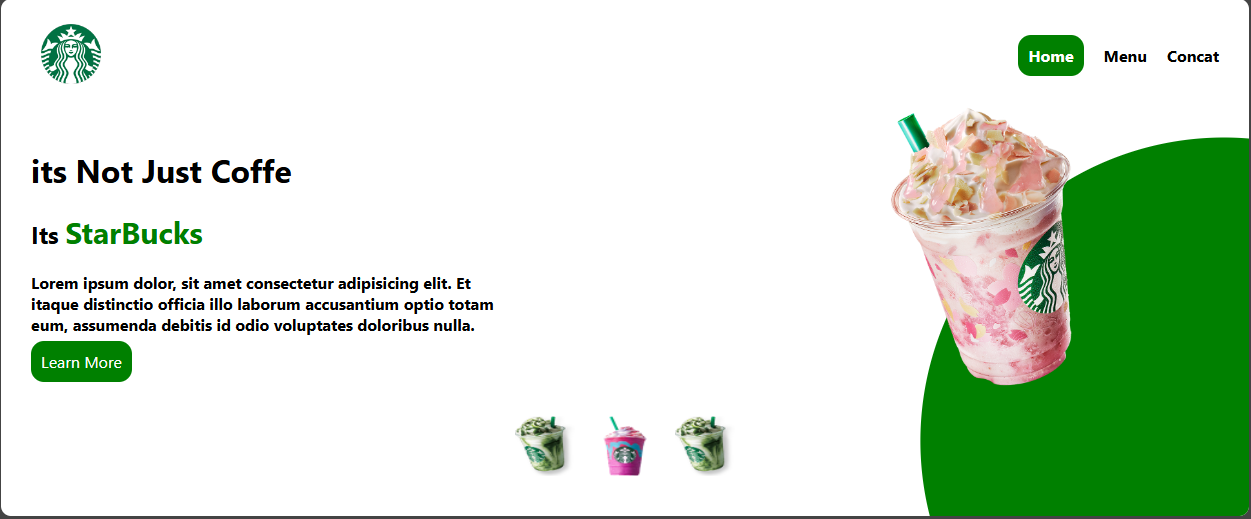 Home Menu Concat
its Not Just Coffe
Its StarBucks
Lorem ipsum dolor, sit amet consectetur adipisicing elit. Et
itaque distinctio officia illo laborum accusantium optio totam
eum, assumenda debitis id odio voluptates doloribus nulla.
Learn More